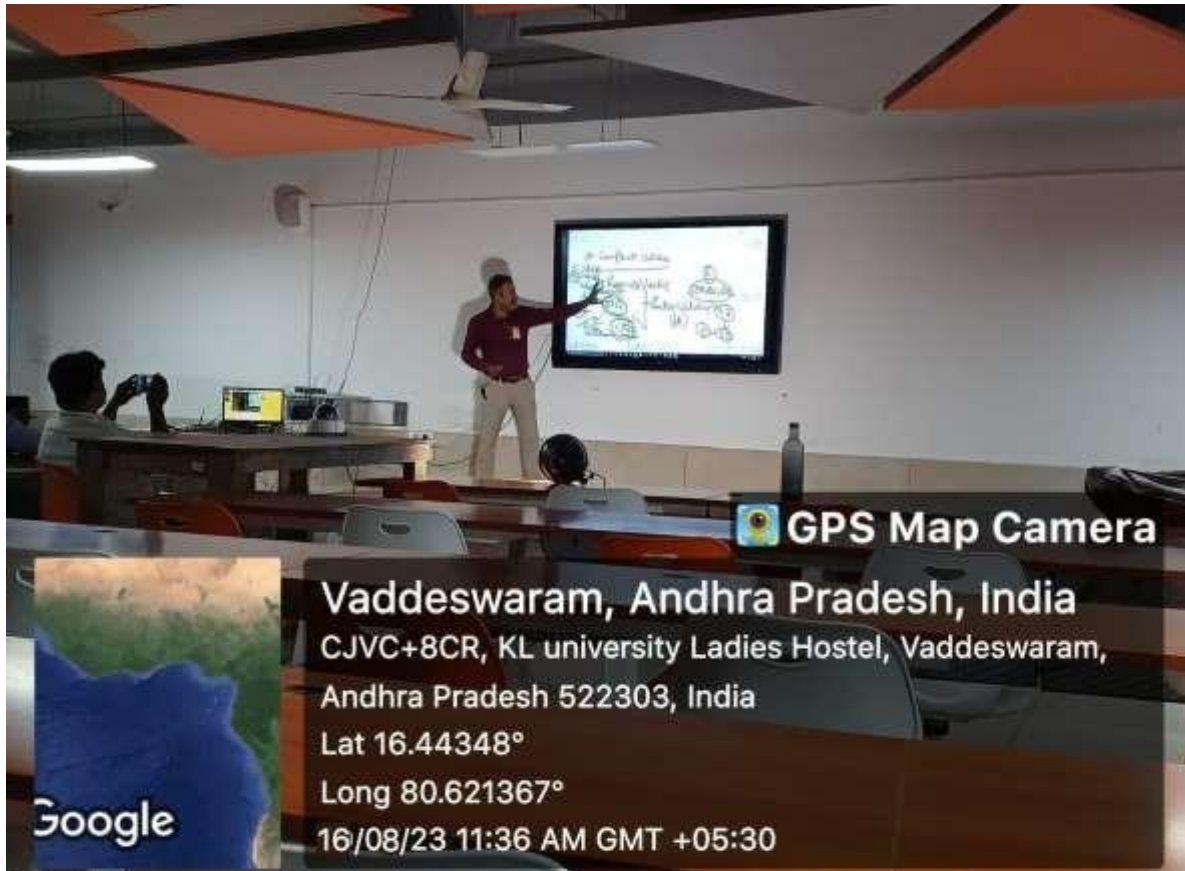 GPS Map Camera
Vaddeswaram, Andhra Pradesh, India
CJVC+8CR, KL university Ladies Hostel, Vaddeswaram,
Andhra Pradesh 522303, India
Lat 16.44348°
Long 80.621367°
16/08/23 11:36 AM GMT +05:30
Google